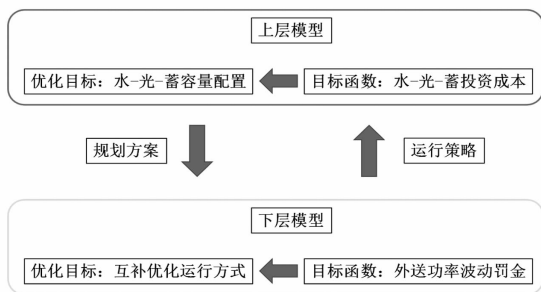 上层模型
优化目标：水-光-蓄容量配置
目标函数：水-光-蓄投资成本
规划方案
运行策略
下层模型
优化目标：互补优化运行方式
目标函数：外送功率波动罚金